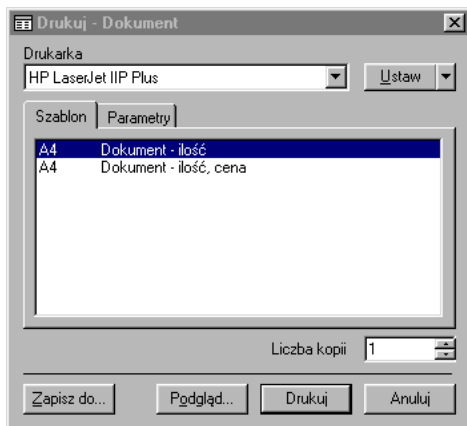 Drukuj - Dokument
Drukarka
HP LaserJet IIP Plus
Ustaw
Szablon Parametry
A4 Dokument - ilość
A4 Dokument - ilość, cena
Liczba kopii 1
Zapisz do... Podgląd... Drukuj Anuluj